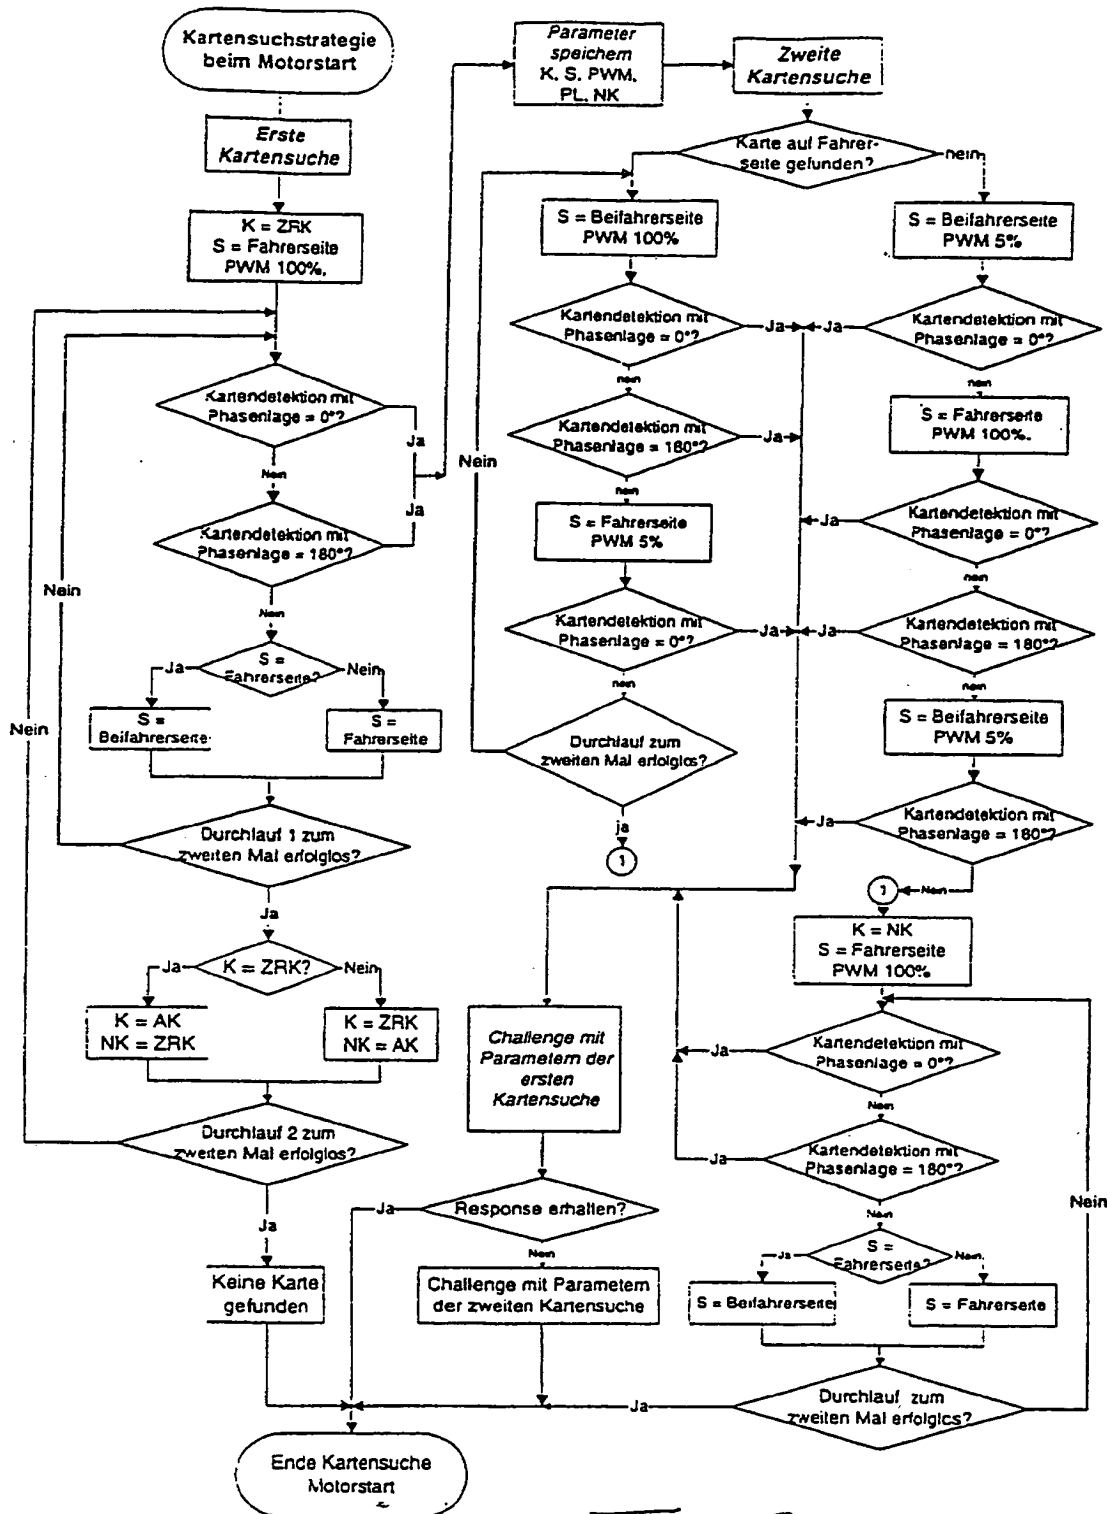 Kartensuchstrategie
beim Motorstart
Erste
Kartensuche
K = ZRK
S = Fahrerseite
PWM 100%.
Kartendetektion mit
Phasenlage = 0°?
Ja
Nein
Ja
Kartendetektion mit
Phasenlage = 180°?
Nein
Nein
S =
Fahrerseite?
Ja
Nein
S =
Beifahrerseite
S =
Fahrerseite
Nein
Durchlauf 1 zum
zweiten Mal erfolglos?
Ja
K = ZRK?
Ja
Nein
K = AK
NK = ZRK
K = ZRK
NK = AK
Durchlauf 2 zum
zweiten Mal erfolglos?
Ja
Keine Karte
gefunden
Ende Kartensuche
Motorstart
Parameter
speichern
K, S, PWM,
PL, NK
Zweite
Kartensuche
Karte auf Fahrer-
seite gefunden?
nein
S = Beifahrerseite
PWM 100%
Kartendetektion mit
Phasenlage = 0°?
Ja
nein
Kartendetektion mit
Phasenlage = 180°?
Ja
Nein
nein
S = Fahrerseite
PWM 5%
Kartendetektion mit
Phasenlage = 0°?
Ja
nein
Durchlauf zum
zweiten Mal erfolglos?
ja
1
S = Beifahrerseite
PWM 5%
Kartendetektion mit
Phasenlage = 0°?
Ja
nein
S = Fahrerseite
PWM 100%.
Kartendetektion mit
Phasenlage = 0°?
Ja
nein
Kartendetektion mit
Phasenlage = 180°?
Ja
nein
S = Beifahrerseite
PWM 5%
Kartendetektion mit
Phasenlage = 180°?
Ja
Nein
1
K = NK
S = Fahrerseite
PWM 100%
Kartendetektion mit
Phasenlage = 0°?
Ja
Nein
Kartendetektion mit
Phasenlage = 180°?
Ja
Nein
Nein
S =
Fahrerseite?
Ja
Nein
S = Beifahrerseite
S = Fahrerseite
Durchlauf zum
zweiten Mal erfolglos?
Ja
Challenge mit
Parametern der
ersten
Kartensuche
Response erhalten?
Ja
Nein
Challenge mit Parametern
der zweiten Kartensuche